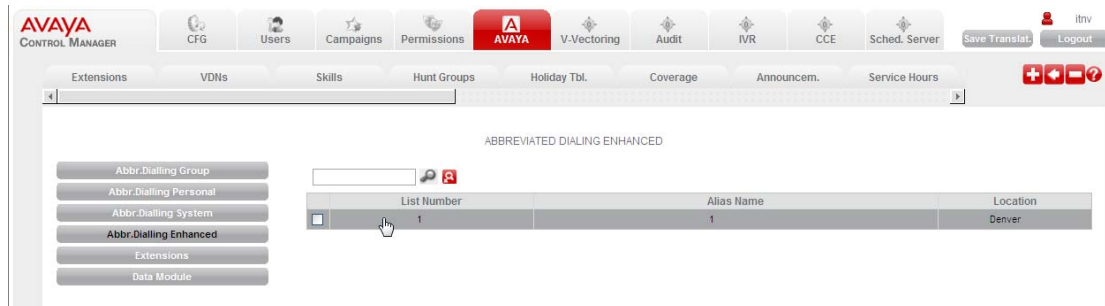 AVAYA
CONTROL MANAGER
CFG Users Campaigns Permissions AVAYA V-Vectoring Audit IVR CCE Sched. Server
itnv
Save Translat. Logout
Extensions VDNs Skills Hunt Groups Holiday Tbl. Coverage Announcem. Service Hours
ABBREVIATED DIALING ENHANCED
Abbr.Dialling Group
Abbr.Dialling Personal
Abbr.Dialling System
Abbr.Dialling Enhanced
Extensions
Data Module
List Number Alias Name Location
1 1 Denver